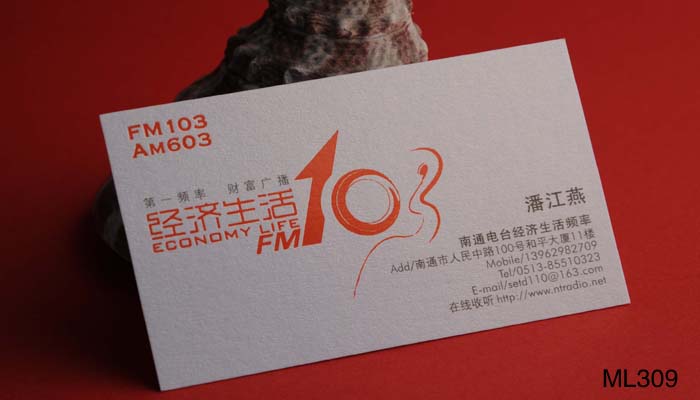 FM103
AM603
第一频率 财富广播
经济生活
ECONOMY LIFE
FM103
潘江燕
南通电台经济生活频率
Add/南通市人民中路100号和平大厦11楼
Mobile/13962982709
Tel/0513-85510323
E-mail/setd110@163.com
在线收听 http://www.ntradio.net
ML309